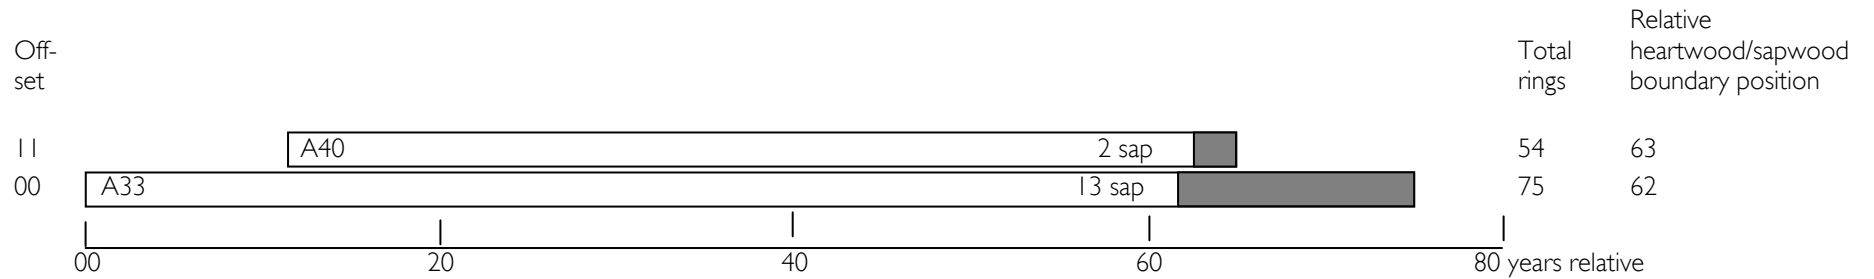 Off-
set
Total
rings
Relative
heartwood/sapwood
boundary position
11 A40 2 sap 54 63
00 A33 13 sap 75 62
00 20 40 60 80 years relative